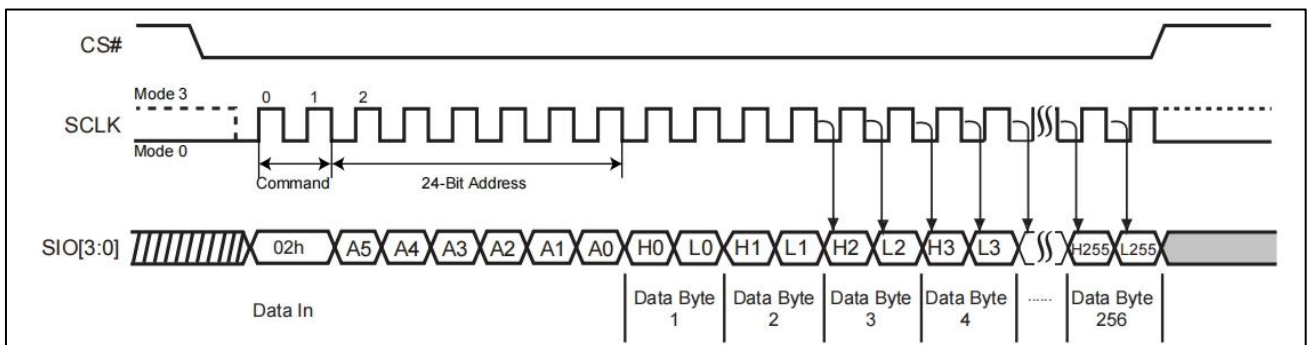 CS#
Mode 3
0 1 2
SCLK
Mode 0
Command 24-Bit Address
SIO[3:0] 02h A5 A4 A3 A2 A1 A0 H0 L0 H1 L1 H2 L2 H3 L3 H255 L255
Data In
Data Byte 1
Data Byte 2
Data Byte 3
Data Byte 4
......
Data Byte 256